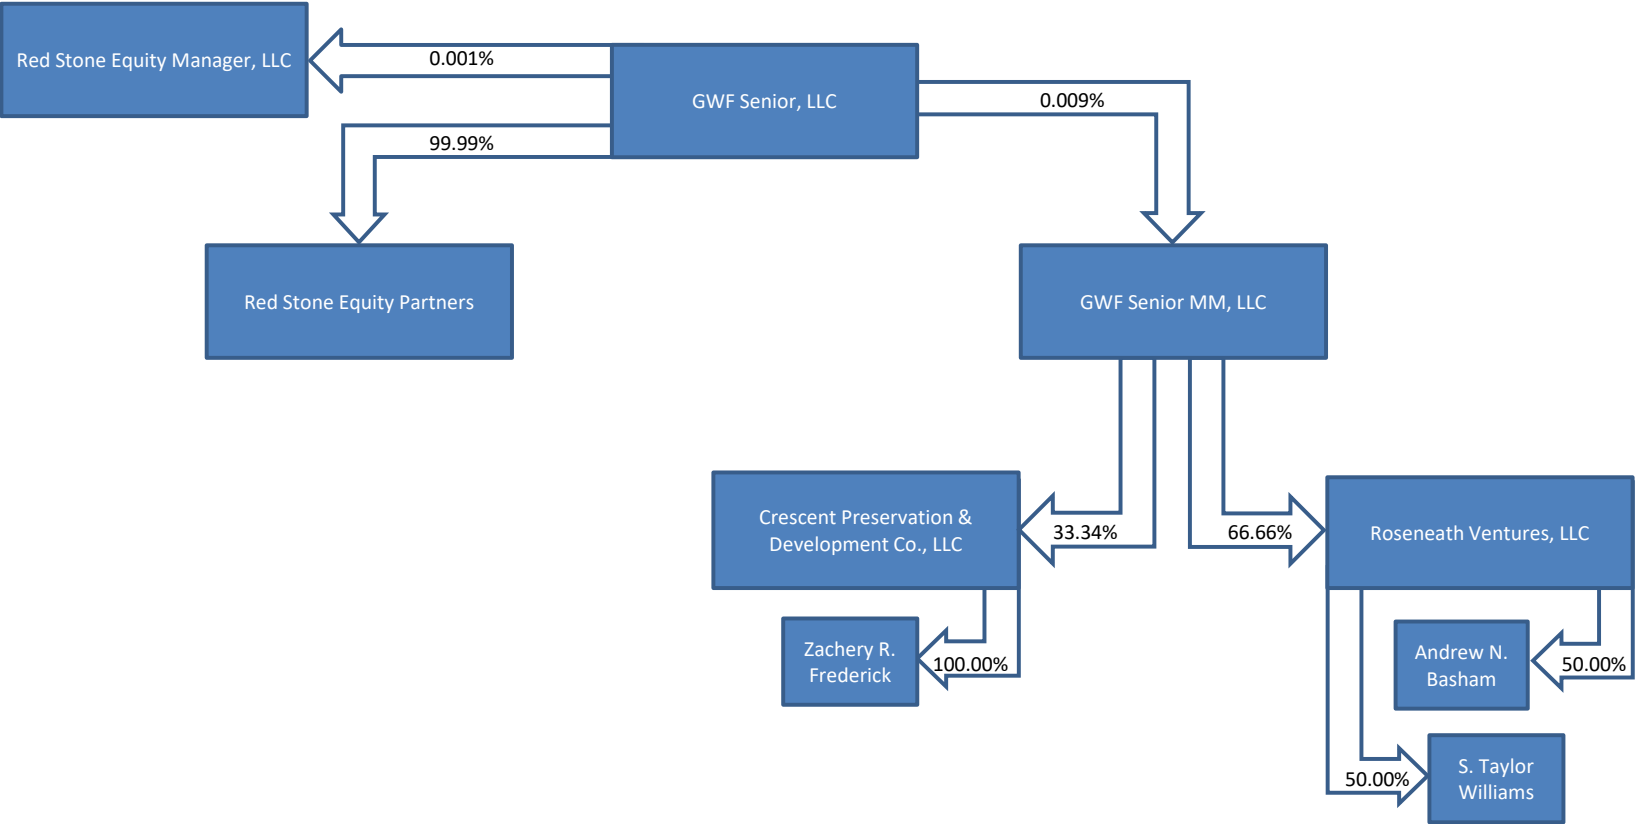 Red Stone Equity Manager, LLC
0.001%
GWF Senior, LLC
0.009%
99.99%
Red Stone Equity Partners
GWF Senior MM, LLC
Crescent Preservation &
Development Co., LLC
33.34%
66.66%
Roseneath Ventures, LLC
Zachery R.
Frederick
100.00%
Andrew N.
Basham
50.00%
50.00%
S. Taylor
Williams